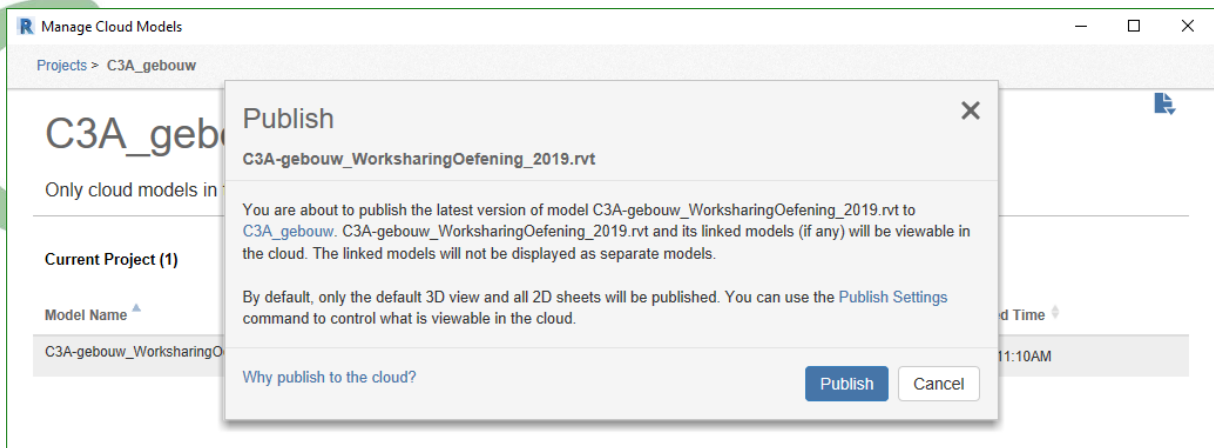 Manage Cloud Models
Projects > C3A_gebouw
C3A_geb
Only cloud models in
Current Project (1)
Model Name
d Time
C3A-gebouw_WorksharingO
11:10AM
Publish
C3A-gebouw_WorksharingOefening_2019.rvt
You are about to publish the latest version of model C3A-gebouw_WorksharingOefening_2019.rvt to
C3A_gebouw. C3A-gebouw_WorksharingOefening_2019.rvt and its linked models (if any) will be viewable in
the cloud. The linked models will not be displayed as separate models.
By default, only the default 3D view and all 2D sheets will be published. You can use the Publish Settings
command to control what is viewable in the cloud.
Why publish to the cloud?
Publish
Cancel